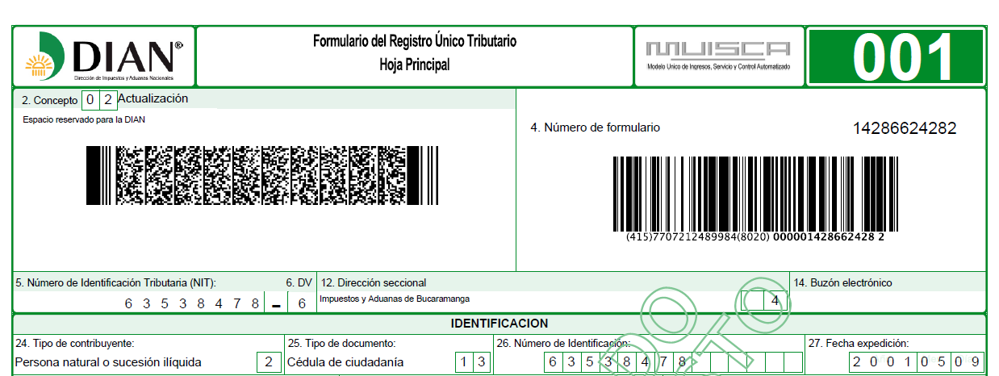 DIAN®
Dirección de Impuestos y Aduanas Nacionales
Formulario del Registro Único Tributario
Hoja Principal
MUISCA
Modelo Unico de Ingresos, Servicio y Control Automatizado
001
2. Concepto 0 2 Actualización
Espacio reservado para la DIAN
4. Número de formulario 14286624282
(415)7707212489984(8020) 000001428662428 2
5. Número de Identificación Tributaria (NIT): 6. DV 12. Dirección seccional 14. Buzón electrónico
6 3 5 3 8 4 7 8 – 6 Impuestos y Aduanas de Bucaramanga 4
IDENTIFICACION
24. Tipo de contribuyente: 25. Tipo de documento: 26. Número de Identificación: 27. Fecha expedición:
Persona natural o sucesión ilíquida 2 Cédula de ciudadanía 1 3 6 3 5 3 8 4 7 8 2 0 0 1 0 5 0 9